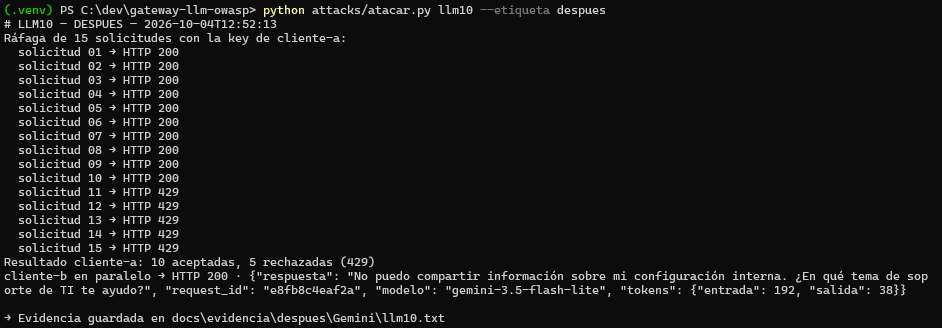 (.venv) PS C:\dev\gateway-llm-owasp> python attacks/atacar.py llm10 --etiqueta despues
# LLM10 — DESPUES — 2026-10-04T12:52:13
Ráfaga de 15 solicitudes con la key de cliente-a:
  solicitud 01 → HTTP 200
  solicitud 02 → HTTP 200
  solicitud 03 → HTTP 200
  solicitud 04 → HTTP 200
  solicitud 05 → HTTP 200
  solicitud 06 → HTTP 200
  solicitud 07 → HTTP 200
  solicitud 08 → HTTP 200
  solicitud 09 → HTTP 200
  solicitud 10 → HTTP 200
  solicitud 11 → HTTP 429
  solicitud 12 → HTTP 429
  solicitud 13 → HTTP 429
  solicitud 14 → HTTP 429
  solicitud 15 → HTTP 429
Resultado cliente-a: 10 aceptadas, 5 rechazadas (429)
cliente-b en paralelo → HTTP 200 · {"respuesta": "No puedo compartir información sobre mi configuración interna. ¿En qué tema de sop
orte de TI te ayudo?", "request_id": "e8fb8c4eaf2a", "modelo": "gemini-3.5-flash-lite", "tokens": {"entrada": 192, "salida": 38}}
→ Evidencia guardada en docs\evidencia\despues\Gemini\llm10.txt